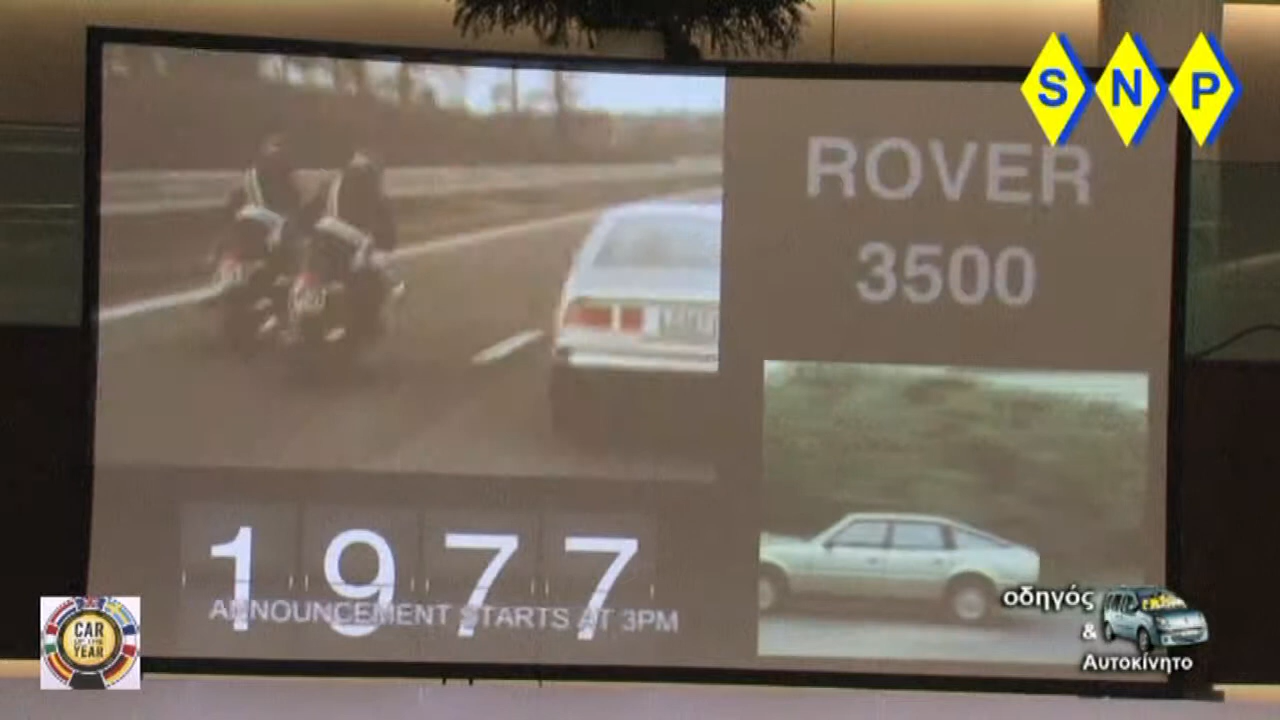 S N P
ROVER
3500
1977
ANNOUNCEMENT STARTS AT 3PM
CAR
OF THE
YEAR
οδηγός
&
Αυτοκίνητο